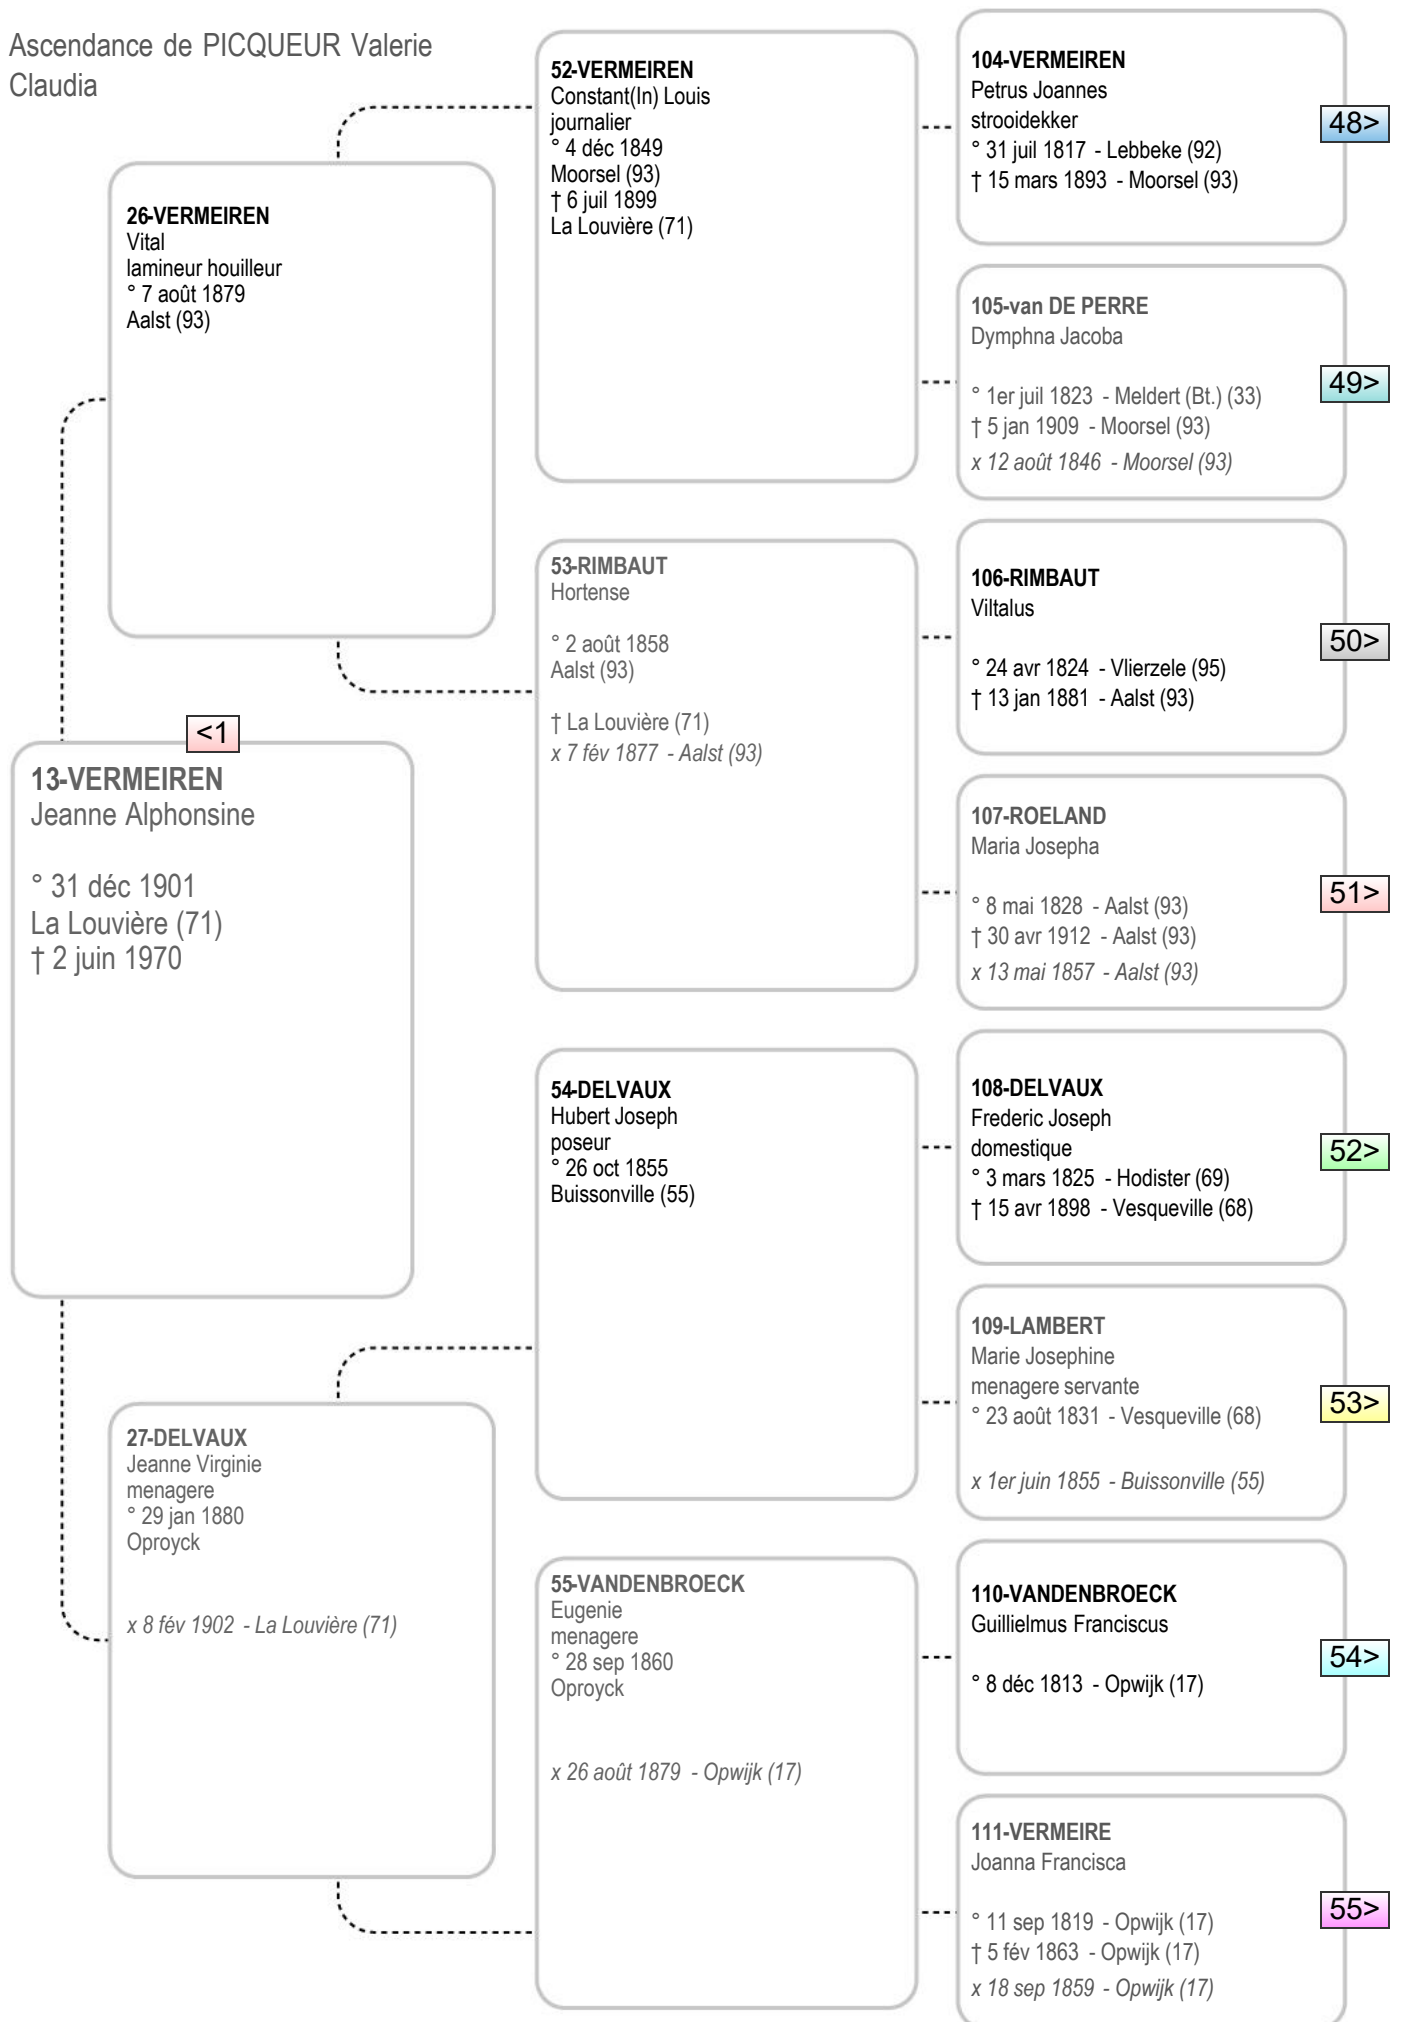 Ascendance de PICQUEUR Valerie
Claudia
<1
13-VERMEIREN
Jeanne Alphonsine
° 31 déc 1901
La Louvière (71)
† 2 juin 1970
26-VERMEIREN
Vital
lamineur houilleur
° 7 août 1879
Aalst (93)
27-DELVAUX
Jeanne Virginie
menagere
° 29 jan 1880
Oproyck
x 8 fév 1902 - La Louvière (71)
52-VERMEIREN
Constant(In) Louis
journalier
° 4 déc 1849
Moorsel (93)
† 6 juil 1899
La Louvière (71)
53-RIMBAUT
Hortense
° 2 août 1858
Aalst (93)
† La Louvière (71)
x 7 fév 1877 - Aalst (93)
54-DELVAUX
Hubert Joseph
poseur
° 26 oct 1855
Buissonville (55)
55-VANDENBROECK
Eugenie
menagere
° 28 sep 1860
Oproyck
x 26 août 1879 - Opwijk (17)
104-VERMEIREN
Petrus Joannes
strooidekker
° 31 juil 1817 - Lebbeke (92)
† 15 mars 1893 - Moorsel (93)
48>
105-van DE PERRE
Dymphna Jacoba
° 1er juil 1823 - Meldert (Bt.) (33)
† 5 jan 1909 - Moorsel (93)
x 12 août 1846 - Moorsel (93)
49>
106-RIMBAUT
Viltalus
° 24 avr 1824 - Vlierzele (95)
† 13 jan 1881 - Aalst (93)
50>
107-ROELAND
Maria Josepha
° 8 mai 1828 - Aalst (93)
† 30 avr 1912 - Aalst (93)
x 13 mai 1857 - Aalst (93)
51>
108-DELVAUX
Frederic Joseph
domestique
° 3 mars 1825 - Hodister (69)
† 15 avr 1898 - Vesqueville (68)
52>
109-LAMBERT
Marie Josephine
menagere servante
° 23 août 1831 - Vesqueville (68)
x 1er juin 1855 - Buissonville (55)
53>
110-VANDENBROECK
Guillielmus Franciscus
° 8 déc 1813 - Opwijk (17)
54>
111-VERMEIRE
Joanna Francisca
° 11 sep 1819 - Opwijk (17)
† 5 fév 1863 - Opwijk (17)
x 18 sep 1859 - Opwijk (17)
55>